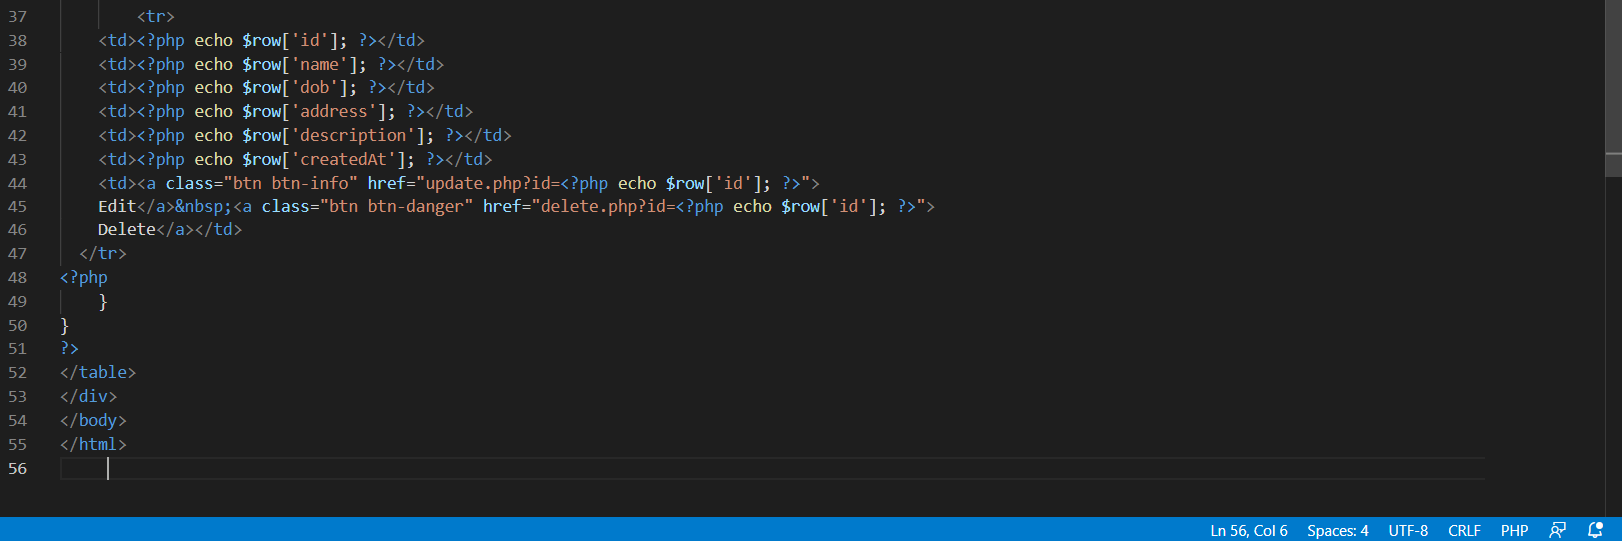 37 <tr>
38 <td><?php echo $row['id']; ?></td>
39 <td><?php echo $row['name']; ?></td>
40 <td><?php echo $row['dob']; ?></td>
41 <td><?php echo $row['address']; ?></td>
42 <td><?php echo $row['description']; ?></td>
43 <td><?php echo $row['createdAt']; ?></td>
44 <td><a class="btn btn-info" href="update.php?id=<?php echo $row['id']; ?>">
45 Edit</a>&nbsp;<a class="btn btn-danger" href="delete.php?id=<?php echo $row['id']; ?>">
46 Delete</a></td>
47 </tr>
48 <?php
49 }
50 }
51 ?>
52 </table>
53 </div>
54 </body>
55 </html>
56
Ln 56, Col 6 Spaces: 4 UTF-8 CRLF PHP